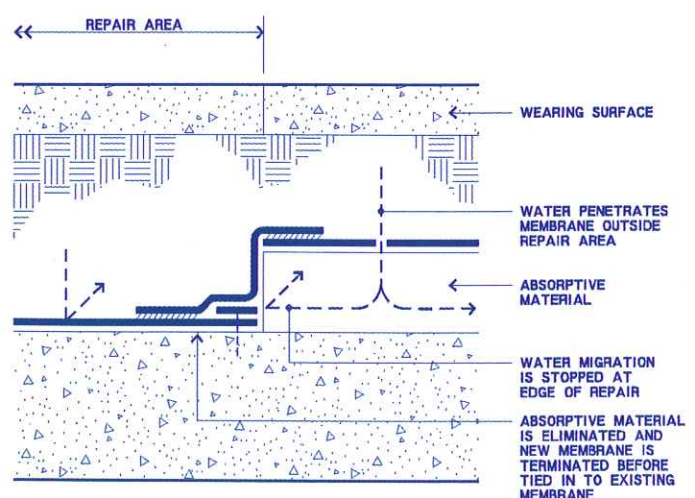 REPAIR AREA
WEARING SURFACE
WATER PENETRATES
MEMBRANE OUTSIDE
REPAIR AREA
ABSORPTIVE
MATERIAL
WATER MIGRATION
IS STOPPED AT
EDGE OF REPAIR
ABSORPTIVE MATERIAL
IS ELIMINATED AND
NEW MEMBRANE IS
TERMINATED BEFORE
TIED IN TO EXISTING
MEMBRANE